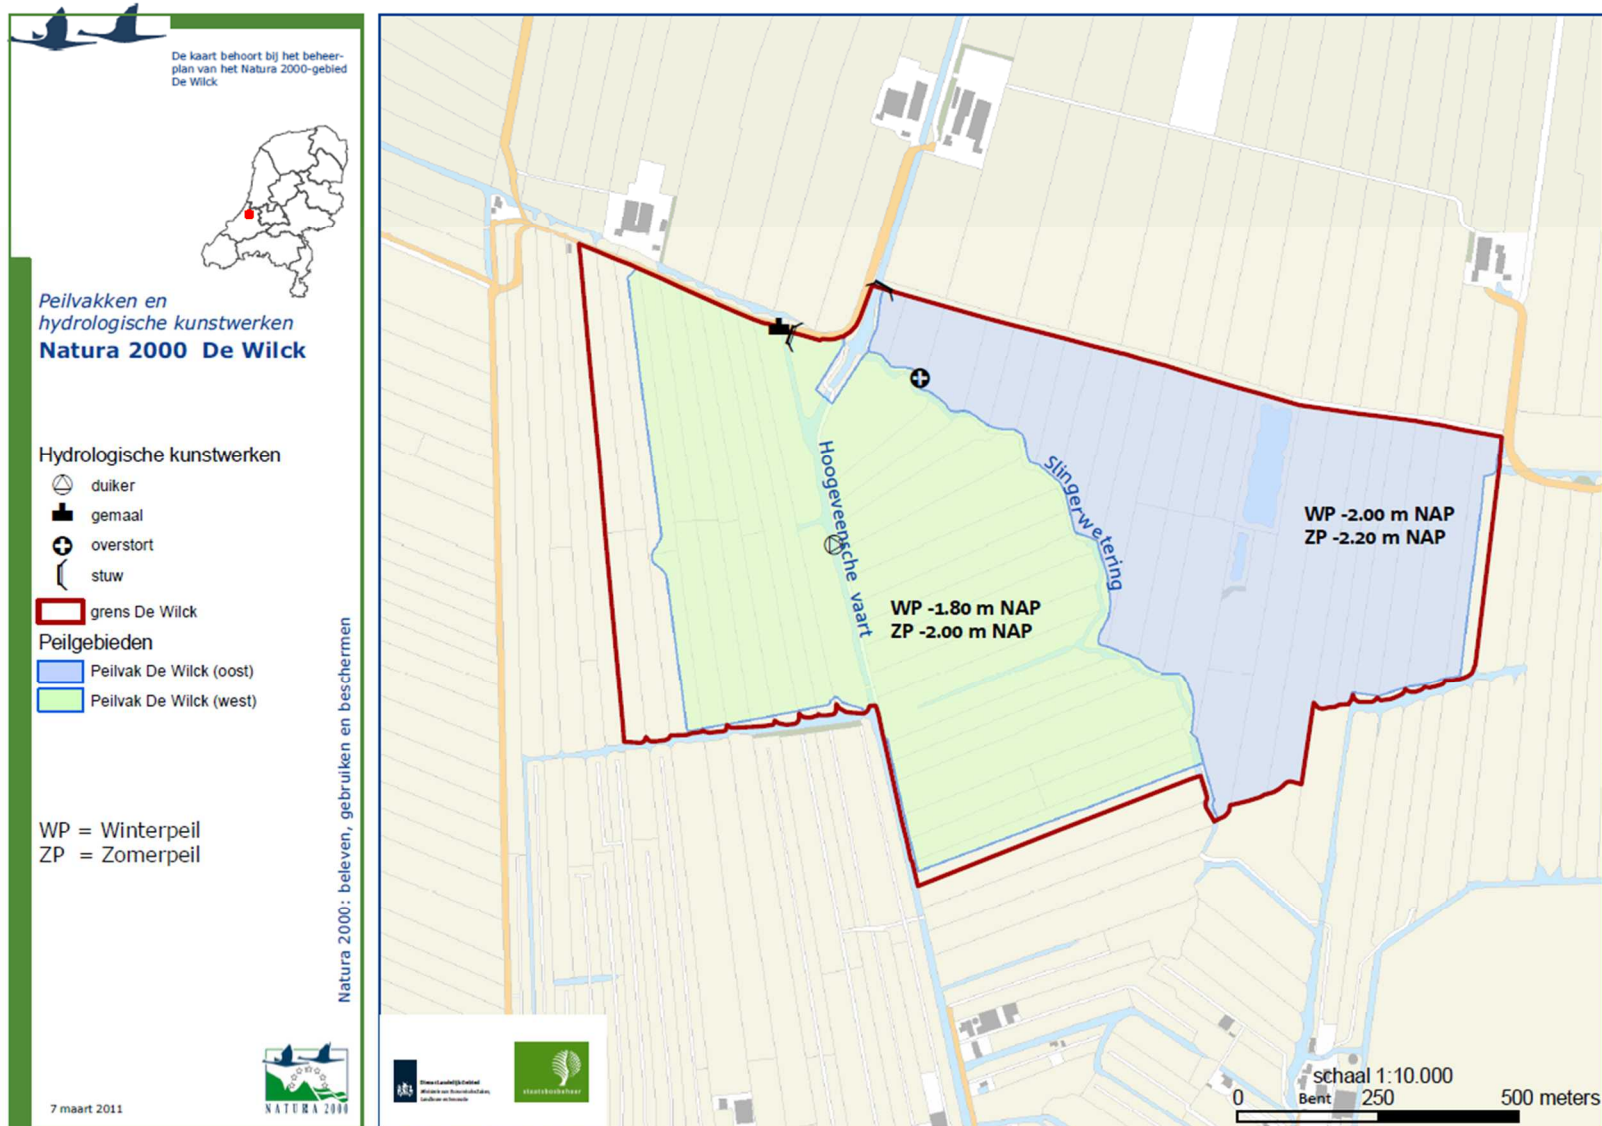 De kaart behoort bij het beheer-
plan van het Natura 2000-gebied
De Wilck
Peilvakken en
hydrologische kunstwerken
Natura 2000 De Wilck
Hydrologische kunstwerken
duiker
gemaal
overstort
stuw
grens De Wilck
Peilgebieden
Peilvak De Wilck (oost)
Peilvak De Wilck (west)
WP = Winterpeil
ZP = Zomerpeil
Natura 2000: beleven, gebruiken en beschermen
7 maart 2011
NATURA 2000
Hoogeveensche vaart
Slingerwetering
WP -2.00 m NAP
ZP -2.20 m NAP
WP -1.80 m NAP
ZP -2.00 m NAP
Dienst Landelijk Gebied
staatsbosbeheer
schaal 1:10.000
Bent
0 250 500 meters